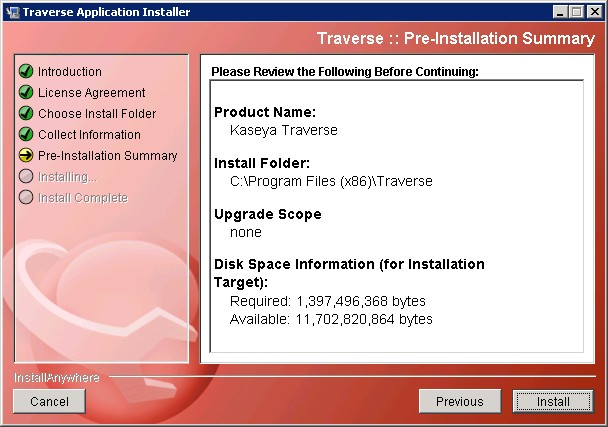 Traverse Application Installer
Traverse :: Pre-Installation Summary
Introduction
License Agreement
Choose Install Folder
Collect Information
Pre-Installation Summary
Installing...
Install Complete
Please Review the Following Before Continuing:
Product Name:
Kaseya Traverse
Install Folder:
C:\Program Files (x86)\Traverse
Upgrade Scope
none
Disk Space Information (for Installation
Target):
Required: 1,397,496,368 bytes
Available: 11,702,820,864 bytes
InstallAnywhere
Cancel
Previous
Install